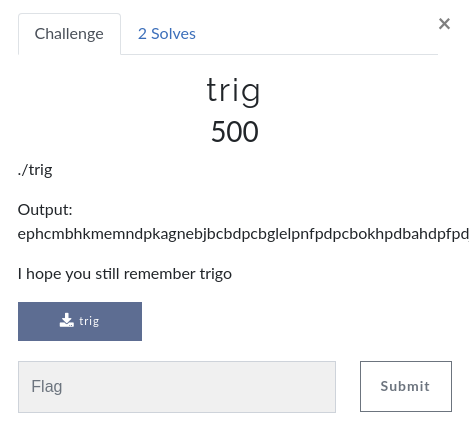 Challenge
2 Solves
×
trig
500
./trig
Output:
ephcmbhkmemndpkagnebjbcbdpcbglelpnfpdpcbokhpdbahdpfpd
I hope you still remember trigo
trig
Flag
Submit